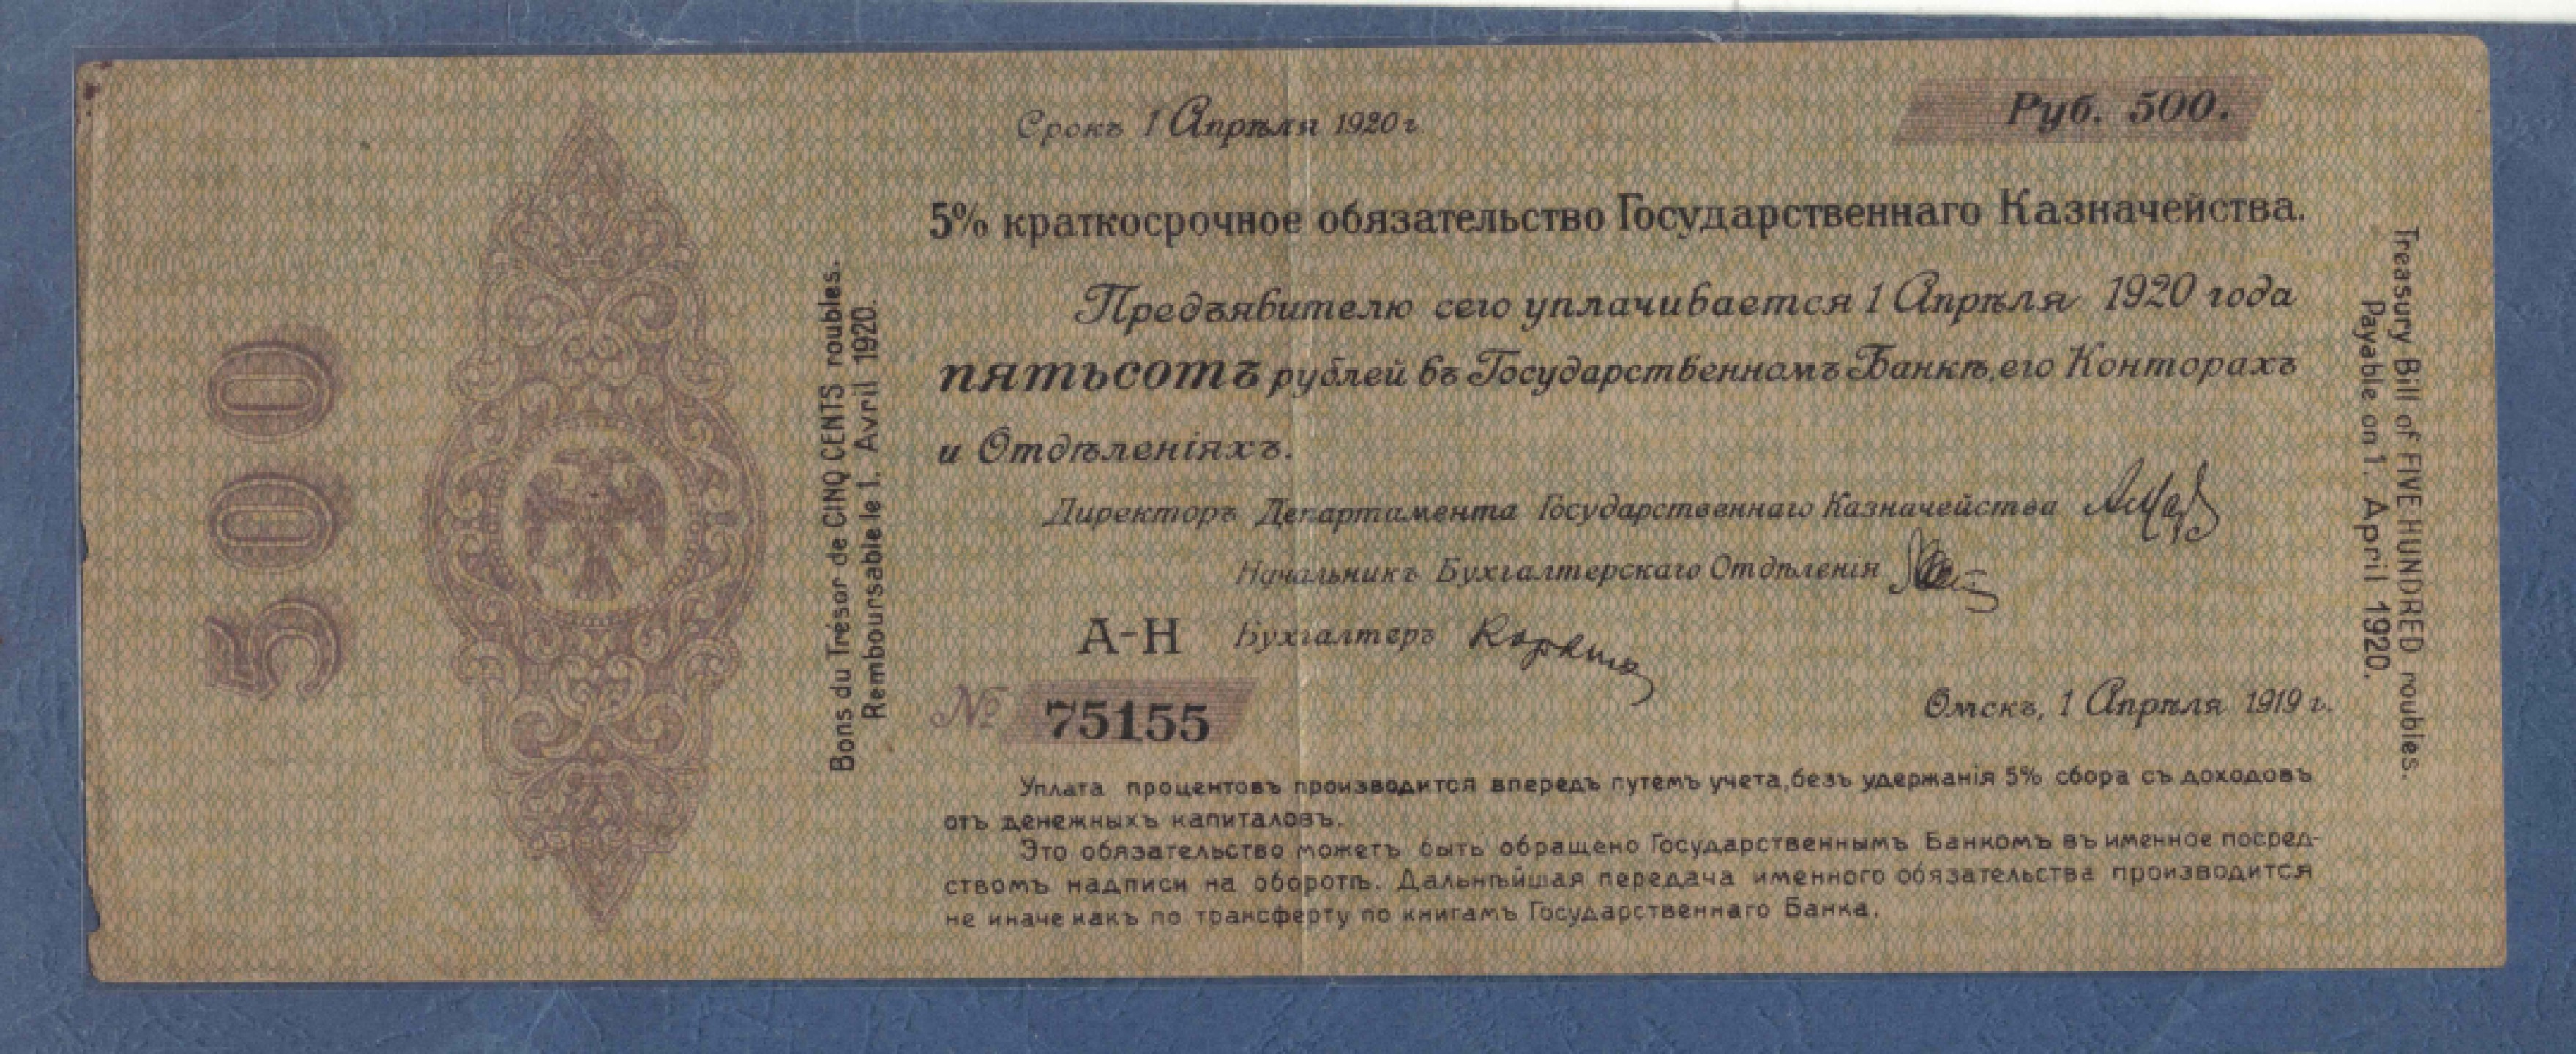 500
Bons du Trésor de CINQ CENTS roubles.
Remboursable le 1. Avril 1920.
Срокъ 1 Апрѣля 1920 г.
Руб. 500.
5% краткосрочное обязательство Государственнаго Казначейства.
Предъявителю сего уплачивается 1 Апрѣля 1920 года
пятьсотъ рублей въ Государственномъ Банкѣ, его Конторахъ
и Отдѣленіяхъ.
Директоръ Департамента Государственнаго Казначейства
Начальникъ Бухгалтерскаго Отдѣленія
А-Н Бухгалтеръ
№ 75155
Омскъ, 1 Апрѣля 1919 г.
Уплата процентовъ производится впередъ путемъ учета, безъ удержанія 5% сбора съ доходовъ
отъ денежныхъ капиталовъ.
Это обязательство можетъ быть обращено Государственнымъ Банкомъ въ именное посред-
ствомъ надписи на оборотѣ. Дальнѣйшая передача именного обязательства производится
не иначе какъ по трансферту по книгамъ Государственнаго Банка.
Treasury Bill of FIVE HUNDRED roubles.
Payable on 1. April 1920.